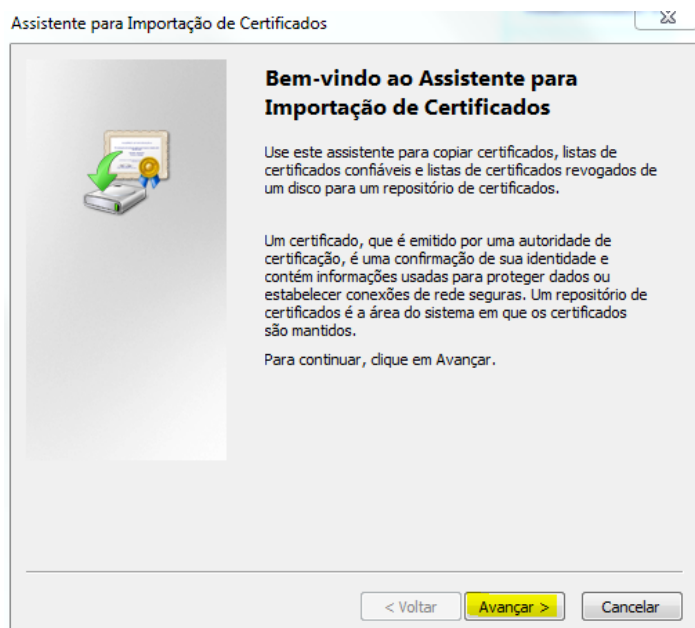 Assistente para Importação de Certificados
Bem-vindo ao Assistente para
Importação de Certificados
Use este assistente para copiar certificados, listas de
certificados confiáveis e listas de certificados revogados de
um disco para um repositório de certificados.
Um certificado, que é emitido por uma autoridade de
certificação, é uma confirmação de sua identidade e
contém informações usadas para proteger dados ou
estabelecer conexões de rede seguras. Um repositório de
certificados é a área do sistema em que os certificados
são mantidos.
Para continuar, clique em Avançar.
< Voltar Avançar > Cancelar